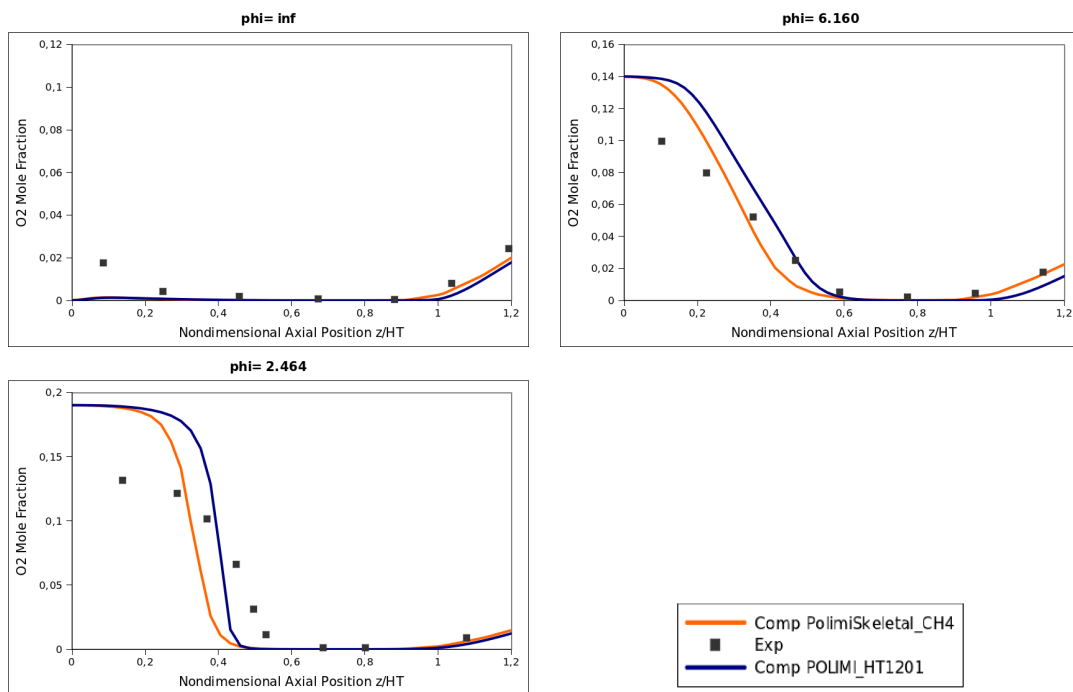 phi= inf
0,12
0,1
0,08
0,06
0,04
0,02
0
O2 Mole Fraction
0 0,2 0,4 0,6 0,8 1 1,2
Nondimensional Axial Position z/HT
phi= 6.160
0,16
0,14
0,12
0,1
0,08
0,06
0,04
0,02
0
O2 Mole Fraction
0 0,2 0,4 0,6 0,8 1 1,2
Nondimensional Axial Position z/HT
phi= 2.464
0,2
0,15
0,1
0,05
0
O2 Mole Fraction
0 0,2 0,4 0,6 0,8 1 1,2
Nondimensional Axial Position z/HT
Comp PolimiSkeletal_CH4
Exp
Comp POLIMI_HT1201